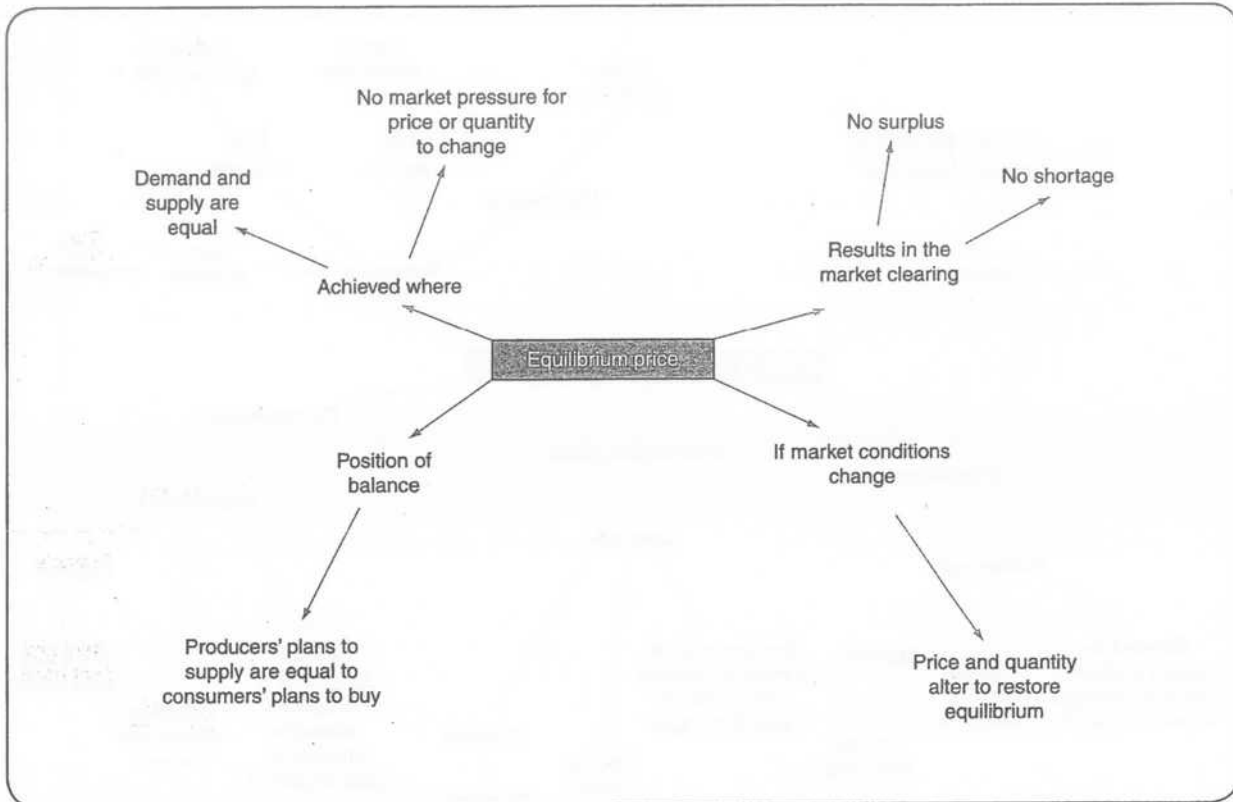 No market pressure for
price or quantity
to change
Demand and
supply are
equal
Achieved where
No surplus
No shortage
Results in the
market clearing
Equilibrium price
Position of
balance
If market conditions
change
Producers' plans to
supply are equal to
consumers' plans to buy
Price and quantity
alter to restore
equilibrium